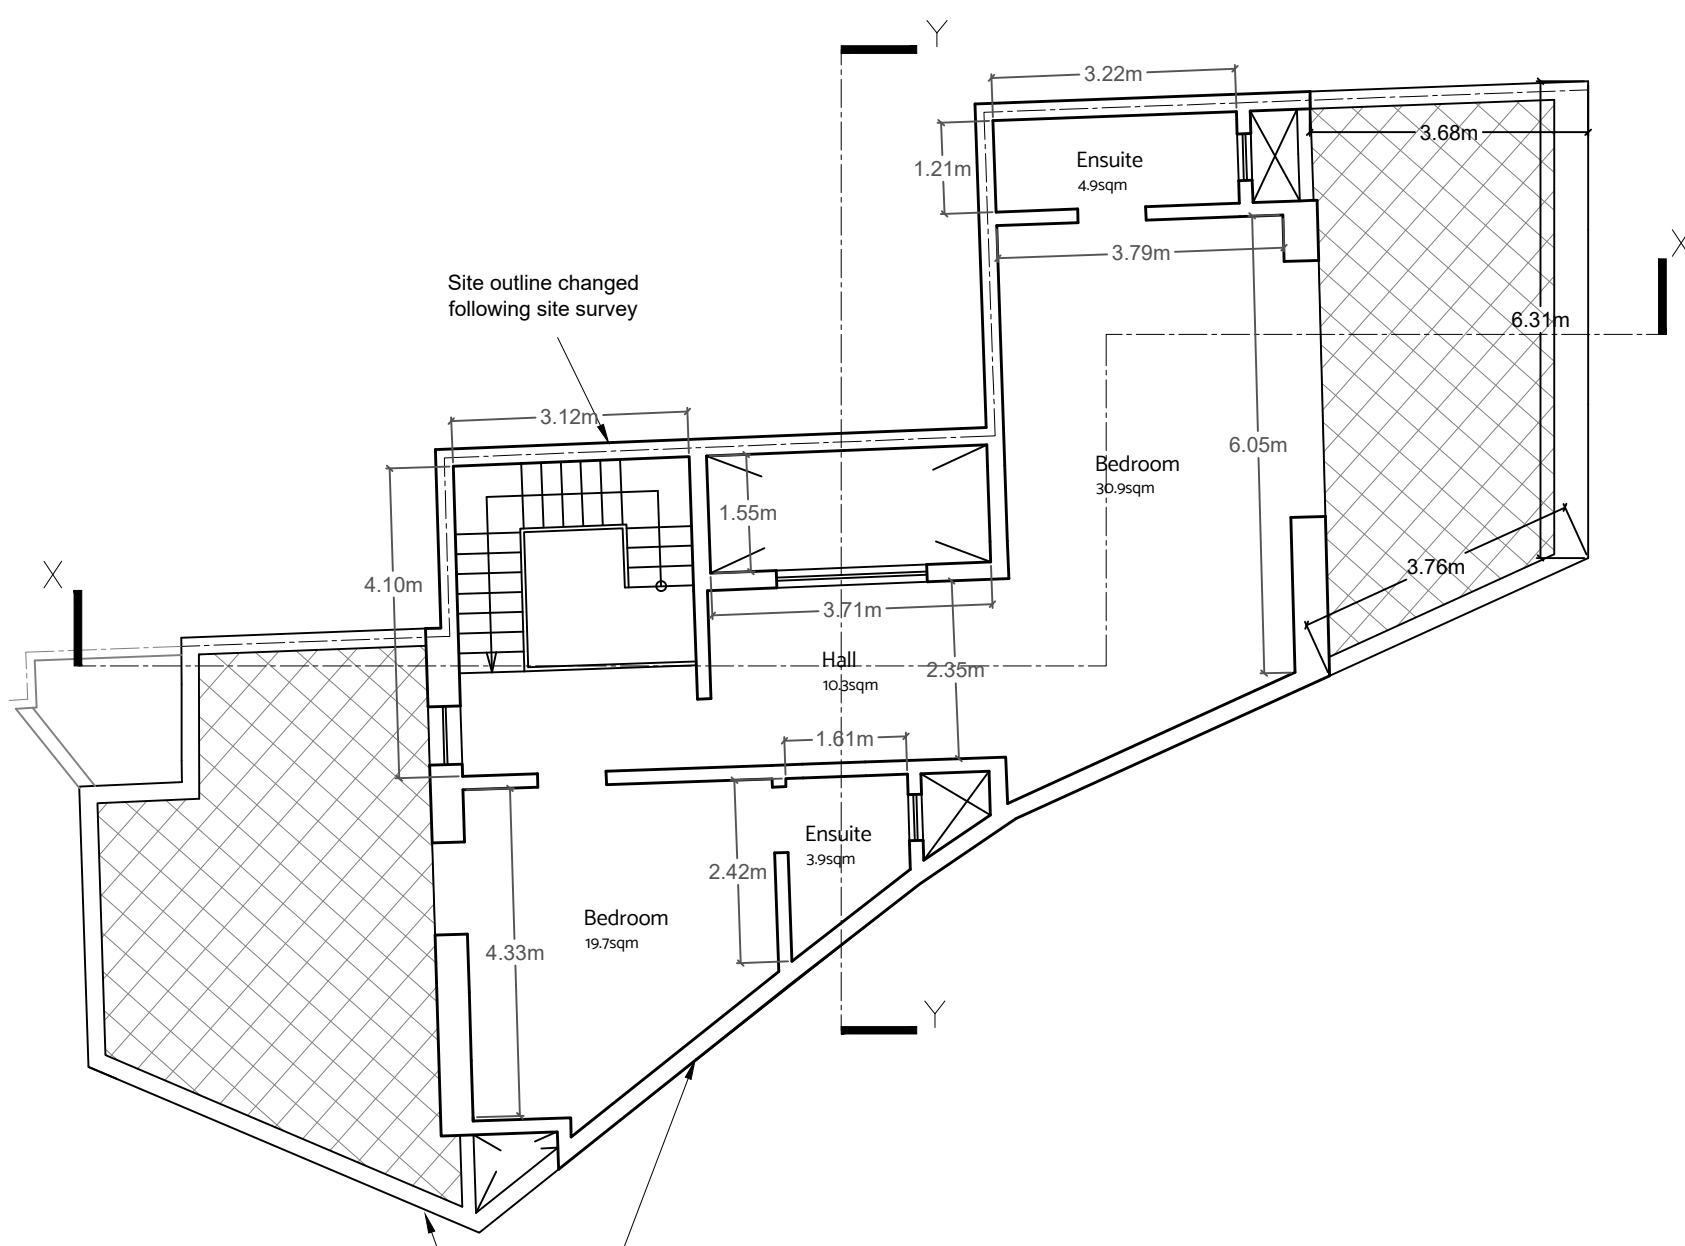 Y
3.22m
3.68m
1.21m
Ensuite
4.9sqm
3.79m
X
Site outline changed
following site survey
6.31m
3.12m
6.05m
Bedroom
30.9sqm
1.55m
3.76m
X
4.10m
3.71m
Hall
10.3sqm
2.35m
1.61m
Ensuite
3.9sqm
2.42m
Bedroom
19.7sqm
4.33m
Y